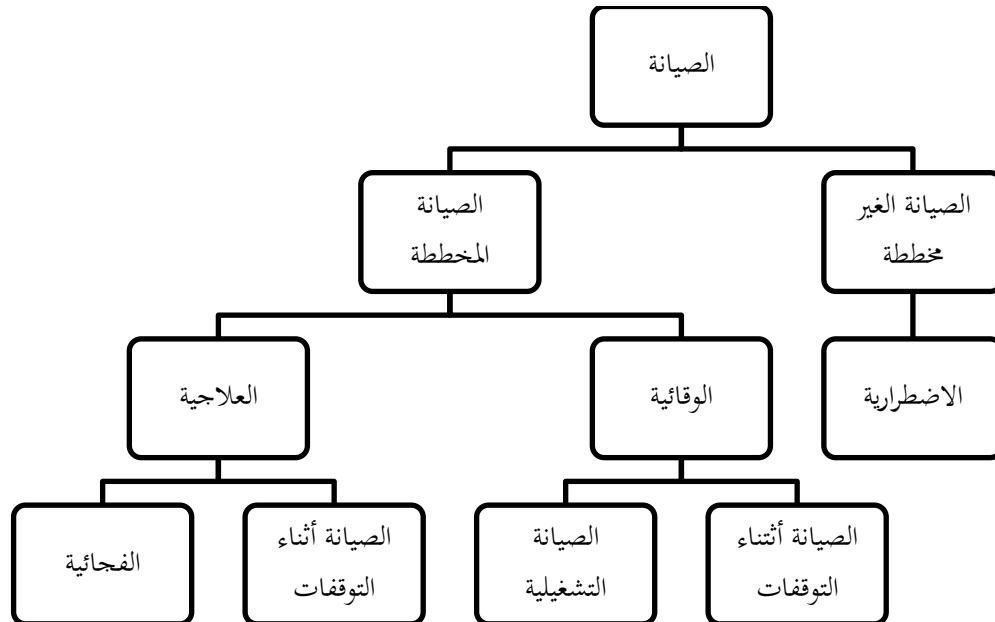 الصيانة
الصيانة الغير
مخططة
الصيانة
المخططة
الاضطرارية
الوقائية
العلاجية
الصيانة أثتناء
التوقفات
الصيانة
التشغيلية
الصيانة أثناء
التوقفات
الفجائية